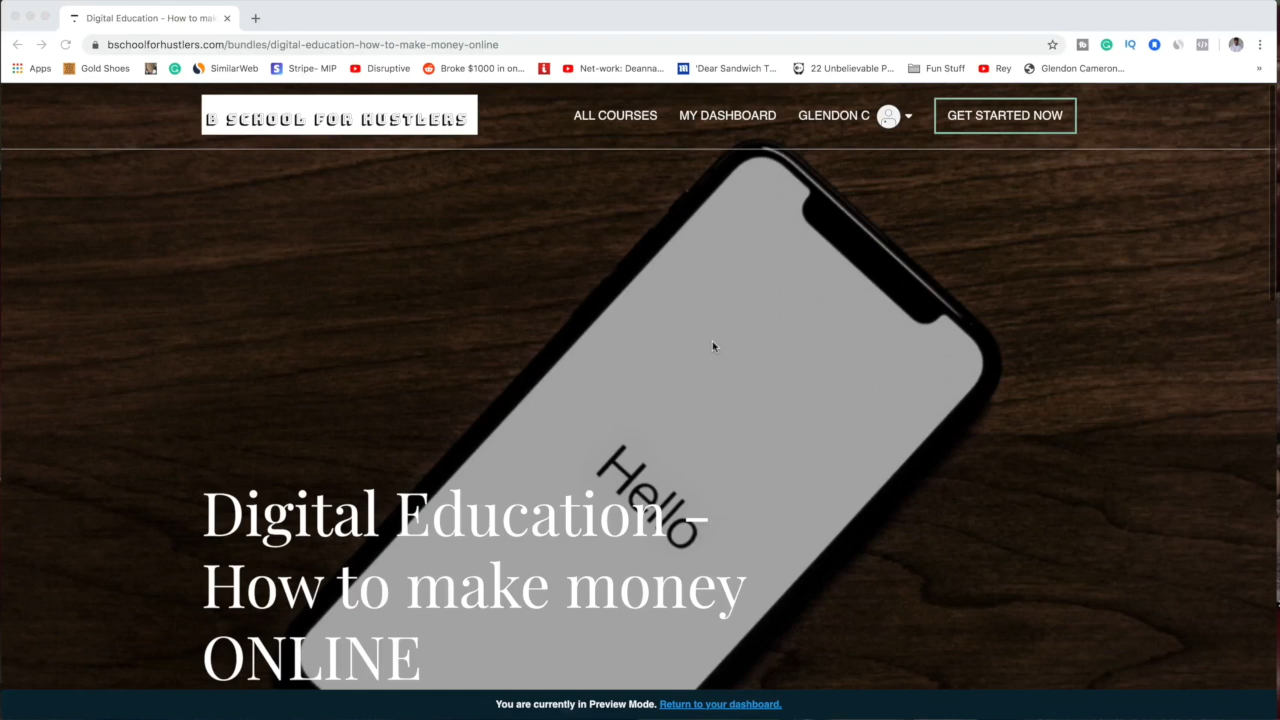 Digital Education - How to mak
bschoolforhustlers.com/bundles/digital-education-how-to-make-money-online
Apps Gold Shoes SimilarWeb Stripe- MIP Disruptive Broke $1000 in on... Net-work: Deanna... 'Dear Sandwich T... 22 Unbelievable P... Fun Stuff Rey Glendon Cameron... »
B SCHOOL FOR HUSTLERS ALL COURSES MY DASHBOARD GLENDON C GET STARTED NOW
Hello
Digital Education -
How to make money
ONLINE
You are currently in Preview Mode. Return to your dashboard.